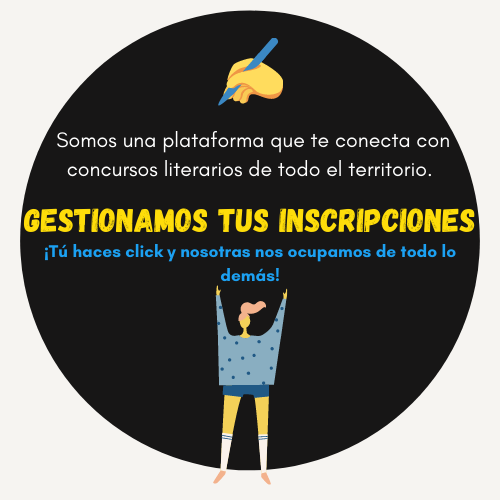 Somos una plataforma que te conecta con
concursos literarios de todo el territorio.
GESTIONAMOS TUS INSCRIPCIONES
¡Tú haces click y nosotras nos ocupamos de todo lo
demás!